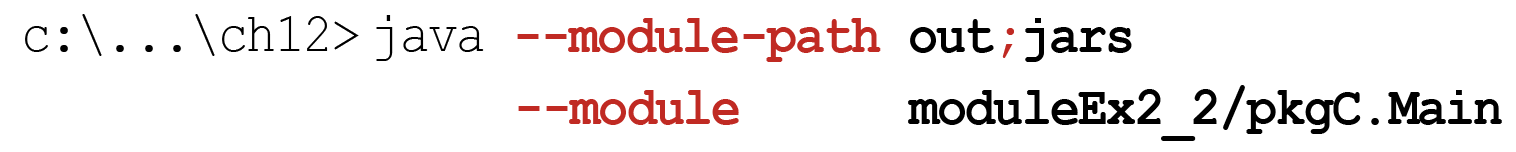 c:\...\ch12> java --module-path out;jars
--module moduleEx2_2/pkgC.Main